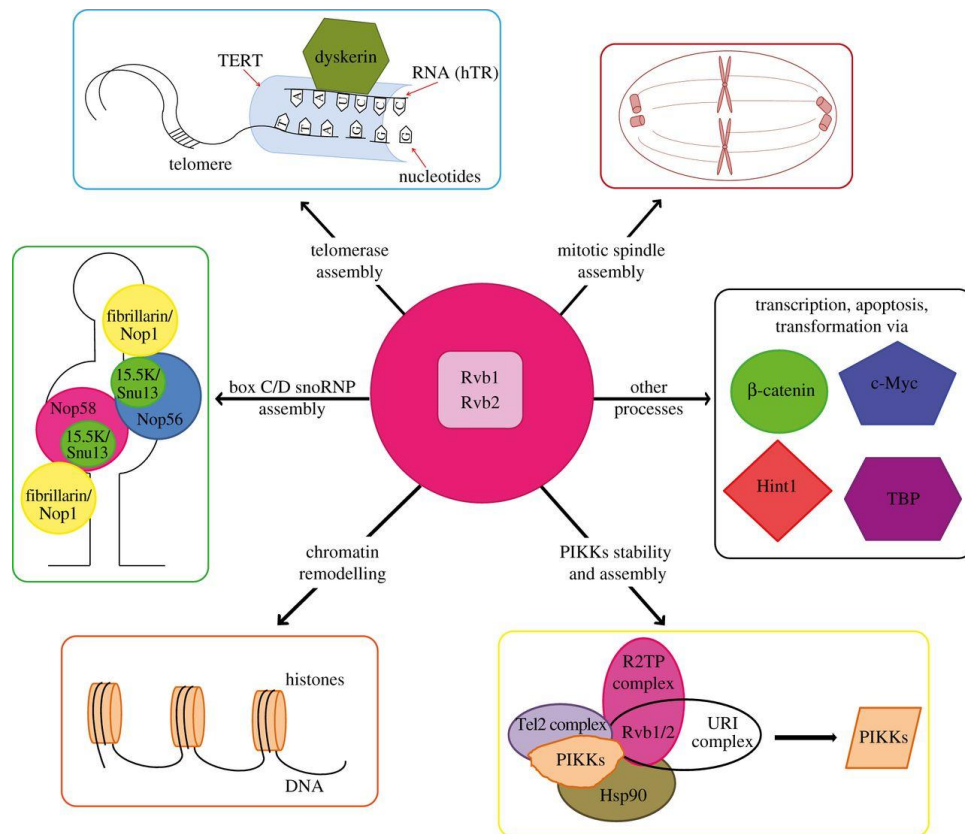 dyskerin
TERT
RNA (hTR)
A A U C C C
T T A G G G
telomere
nucleotides
telomerase
assembly
mitotic spindle
assembly
fibrillarin/
Nop1
15.5K/
Snu13
Nop58
Nop56
15.5K/
Snu13
fibrillarin/
Nop1
box C/D snoRNP
assembly
Rvb1
Rvb2
other
processes
transcription, apoptosis,
transformation via
β-catenin
c-Myc
Hint1
TBP
chromatin
remodelling
PIKKs stability
and assembly
histones
DNA
R2TP
complex
Tel2 complex
Rvb1/2
URI
complex
PIKKs
Hsp90
PIKKs